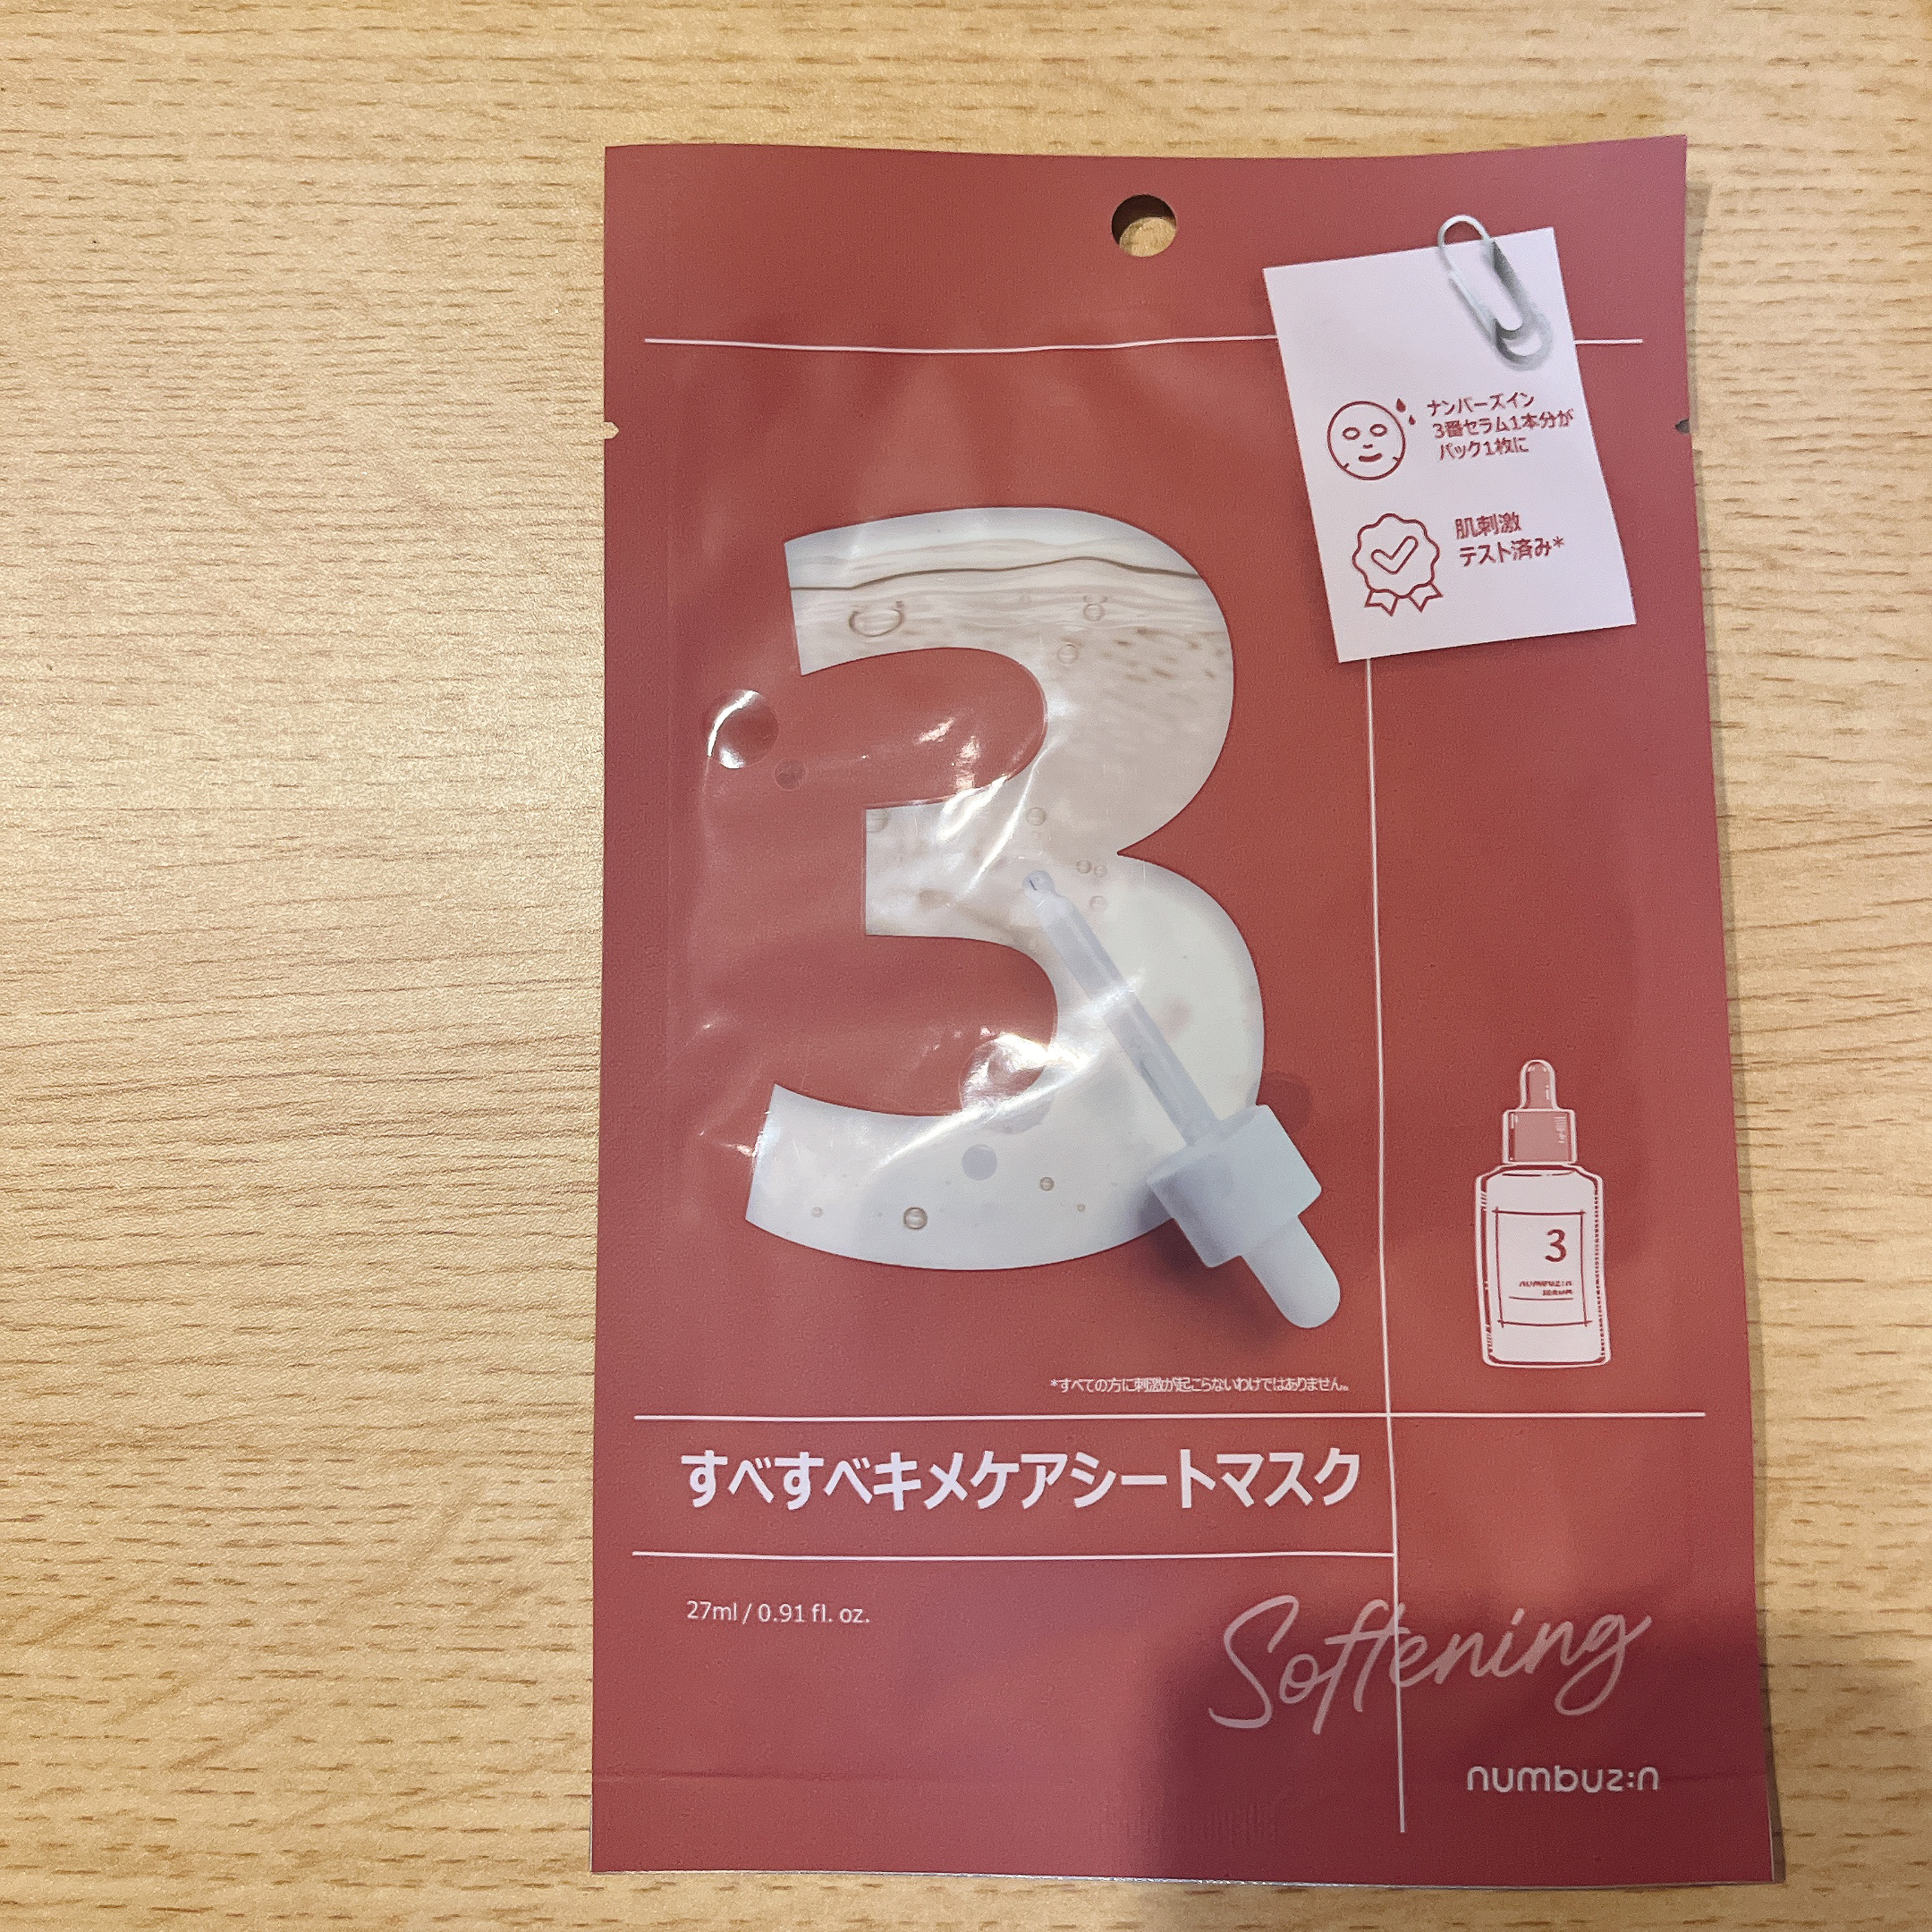 ナンバーズイン
3番セラム1本分が
パック1枚に
肌刺激
テスト済み*
3
3
numbuz:n
SERUM
*すべての方に刺激が起こらないわけではありません。
すべすべキメケアシートマスク
27ml / 0.91 fl. oz.
Softening
numbuz:n